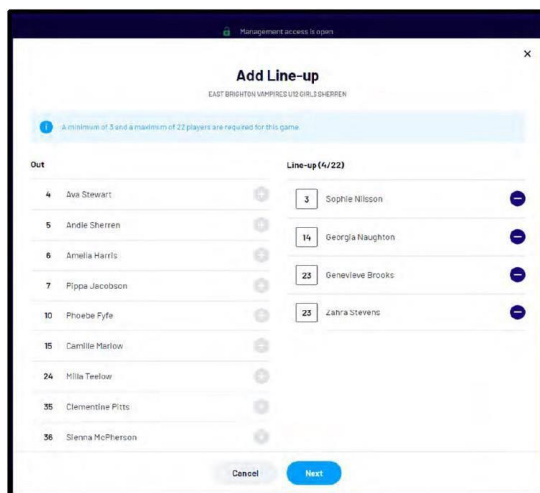 Management access is open
Add Line-up
EAST BRIGHTON VAMPIRES U12 GIRLS SHERREN
A minimum of 3 and a maximum of 22 players are required for this game.
Out
4 Ava Stewart
5 Andie Sherren
6 Amelia Harris
7 Pippa Jacobson
10 Phoebe Fyfe
15 Camille Marlow
24 Milla Teelow
35 Clementine Pitts
36 Sienna McPherson
Line-up (4/22)
3 Sophie Nilsson
14 Georgia Naughton
23 Genevieve Brooks
23 Zahra Stevens
Cancel Next